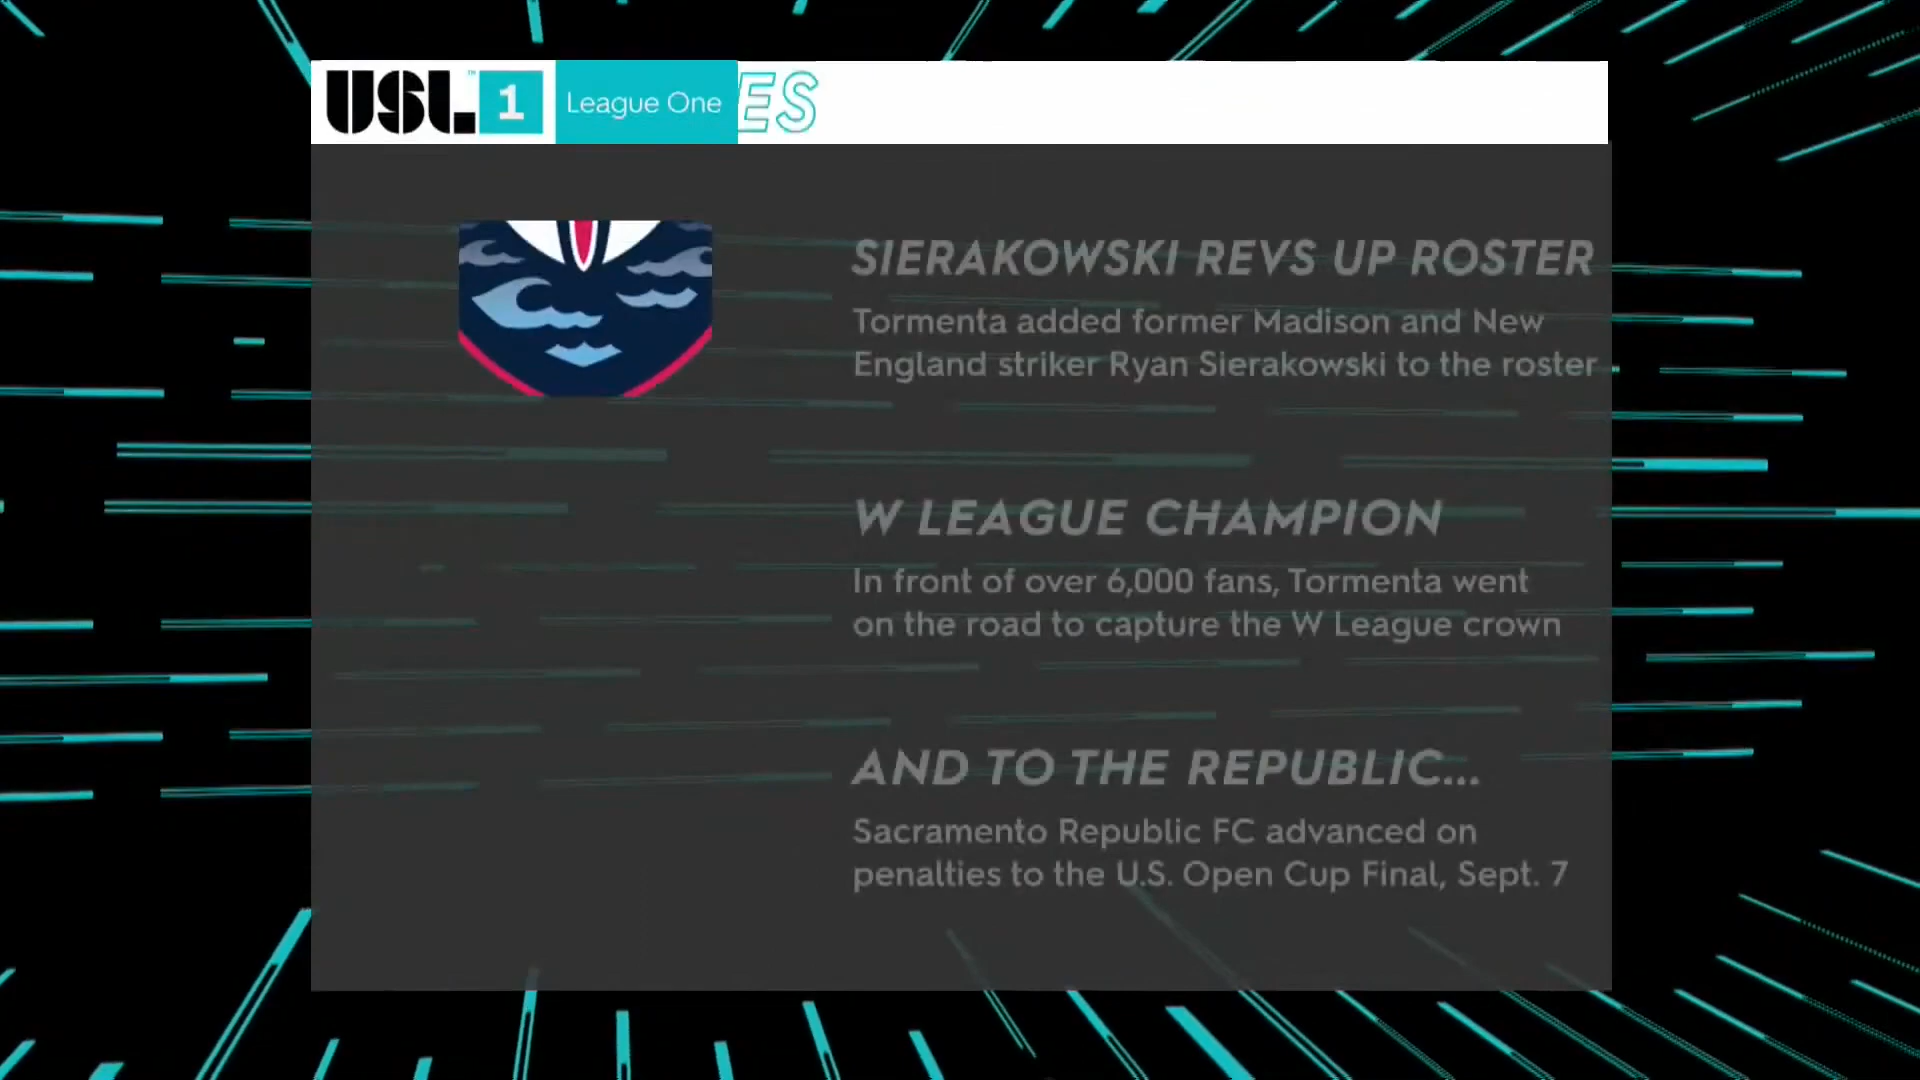 USL 1 League One ES
SIERAKOWSKI REVS UP ROSTER
Tormenta added former Madison and New
England striker Ryan Sierakowski to the roster
W LEAGUE CHAMPION
In front of over 6,000 fans, Tormenta went
on the road to capture the W League crown
AND TO THE REPUBLIC...
Sacramento Republic FC advanced on
penalties to the U.S. Open Cup Final, Sept. 7